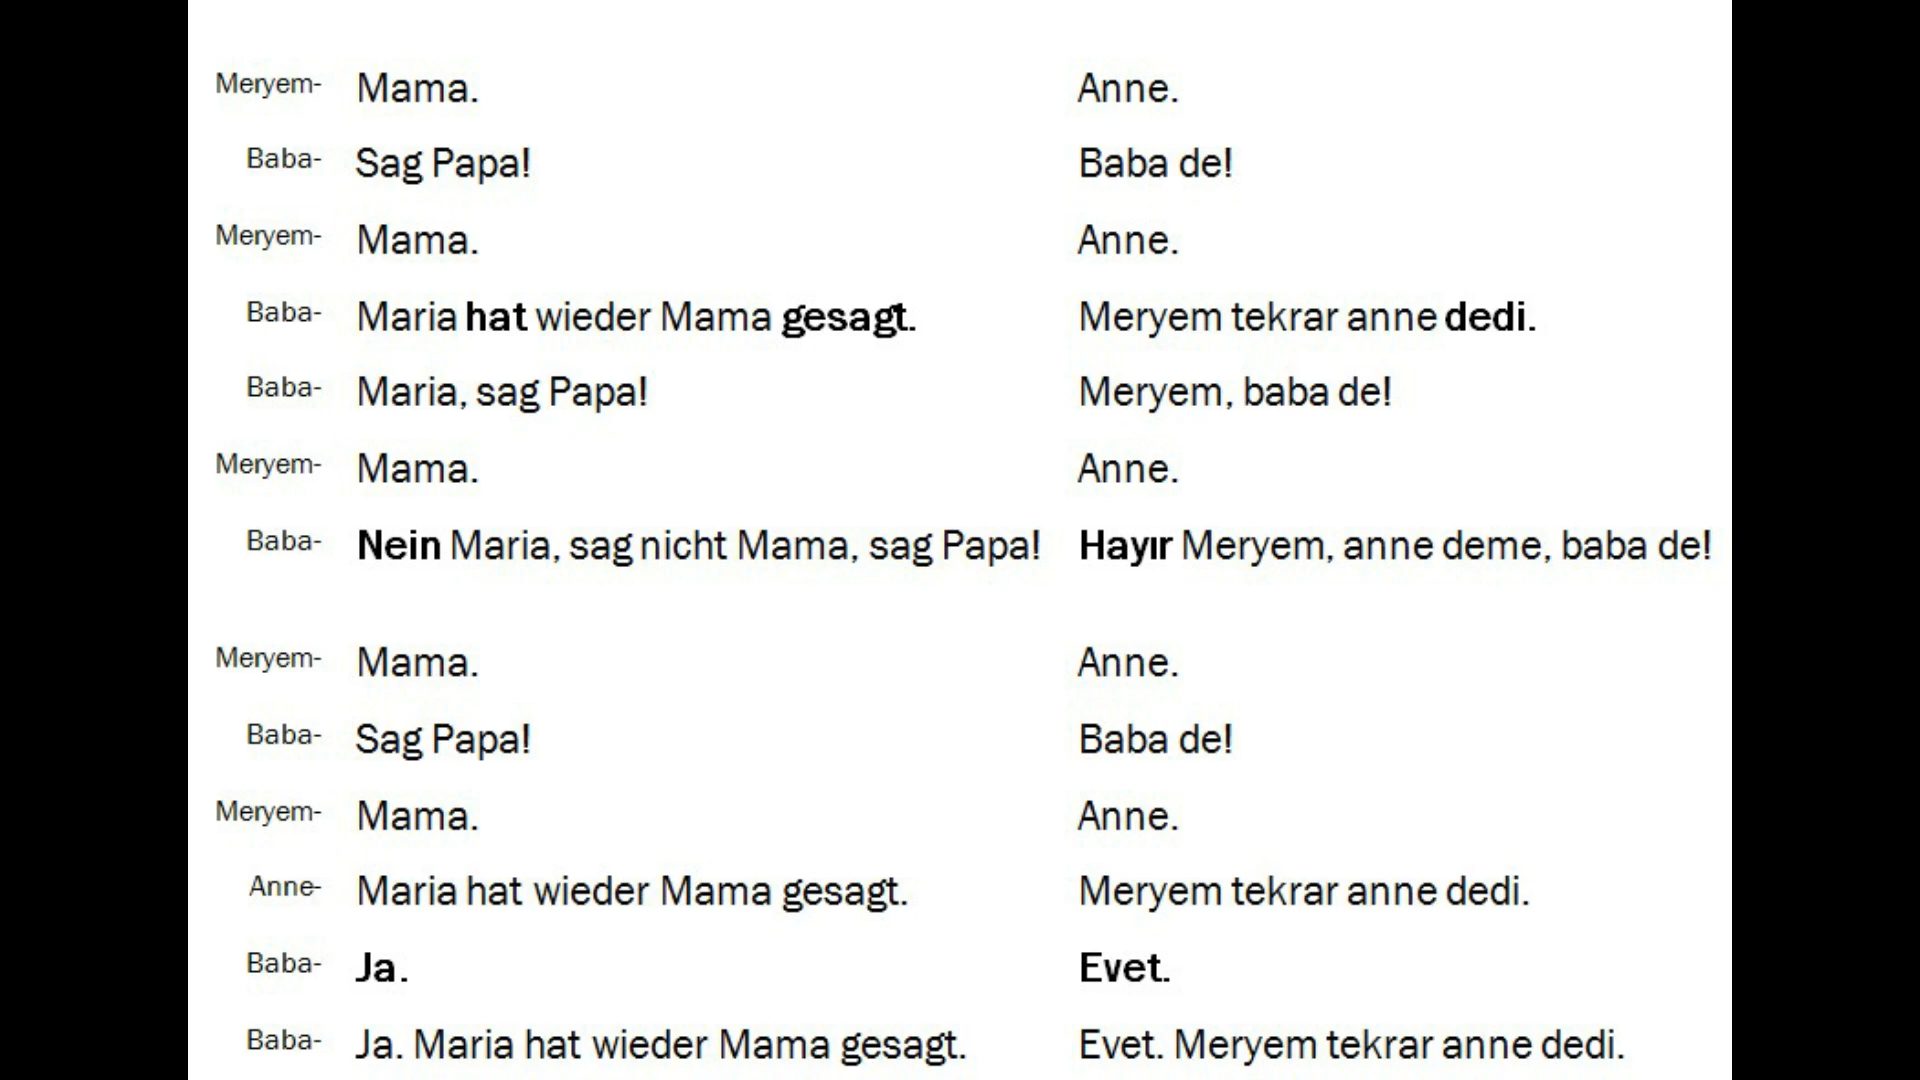 Meryem- Mama. Anne.
Baba- Sag Papa! Baba de!
Meryem- Mama. Anne.
Baba- Maria hat wieder Mama gesagt. Meryem tekrar anne dedi.
Baba- Maria, sag Papa! Meryem, baba de!
Meryem- Mama. Anne.
Baba- Nein Maria, sag nicht Mama, sag Papa! Hayır Meryem, anne deme, baba de!
Meryem- Mama. Anne.
Baba- Sag Papa! Baba de!
Meryem- Mama. Anne.
Anne- Maria hat wieder Mama gesagt. Meryem tekrar anne dedi.
Baba- Ja. Evet.
Baba- Ja. Maria hat wieder Mama gesagt. Evet. Meryem tekrar anne dedi.